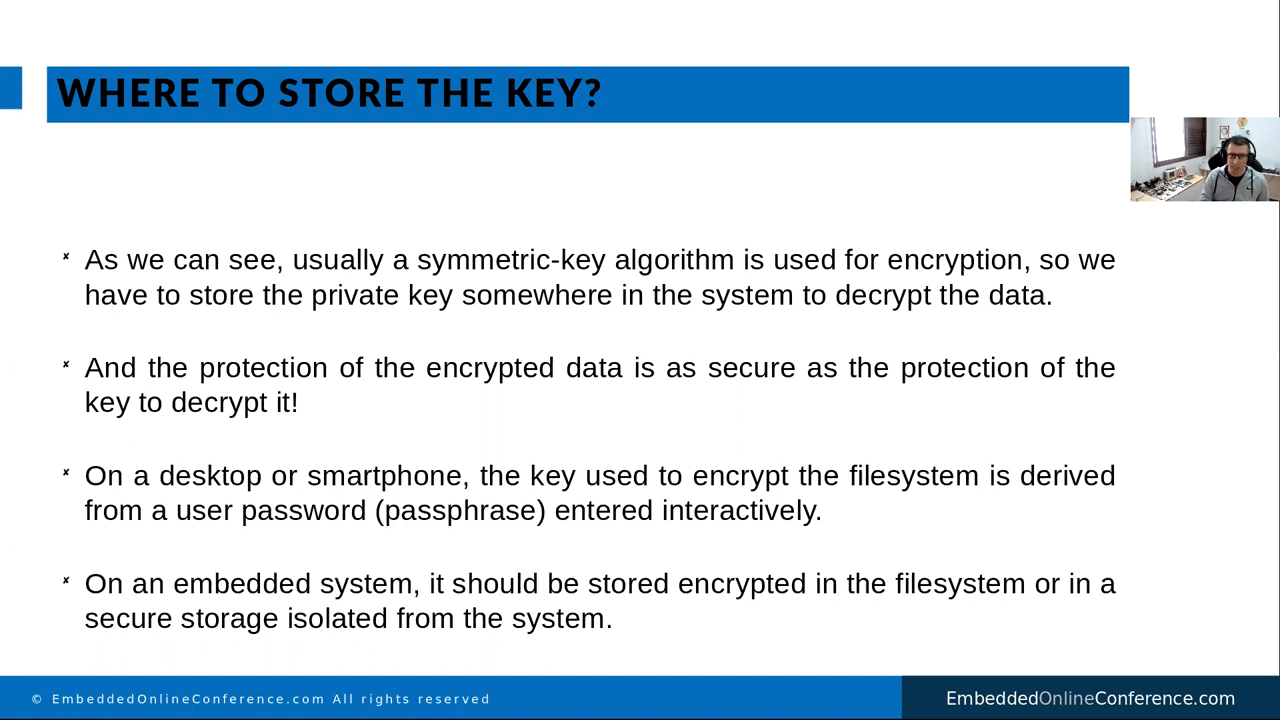 WHERE TO STORE THE KEY?
As we can see, usually a symmetric-key algorithm is used for encryption, so we
have to store the private key somewhere in the system to decrypt the data.
And the protection of the encrypted data is as secure as the protection of the
key to decrypt it!
On a desktop or smartphone, the key used to encrypt the filesystem is derived
from a user password (passphrase) entered interactively.
On an embedded system, it should be stored encrypted in the filesystem or in a
secure storage isolated from the system.
© EmbeddedOnlineConference.com All rights reserved
EmbeddedOnlineConference.com